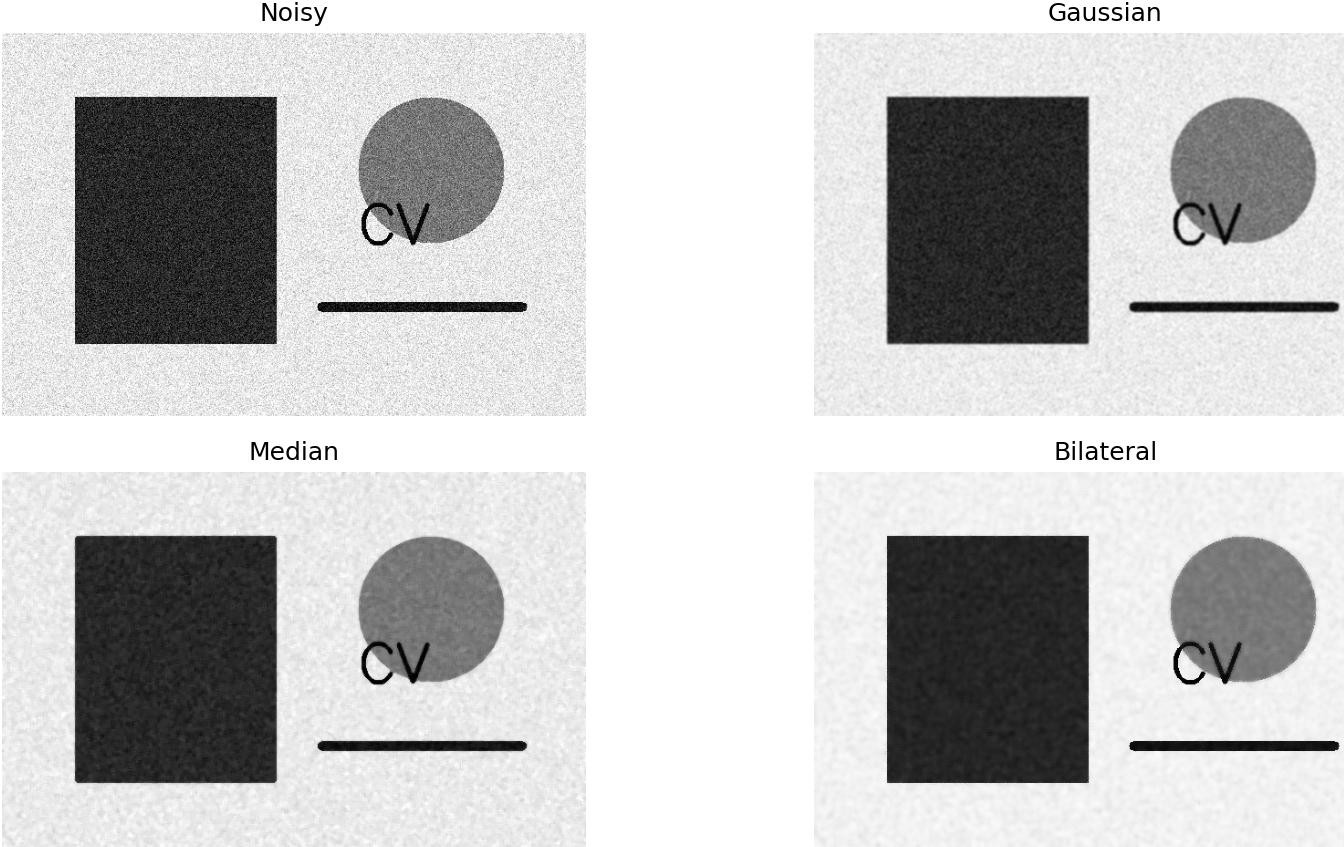 Noisy
Gaussian
CV
CV
Median
Bilateral
CV
CV